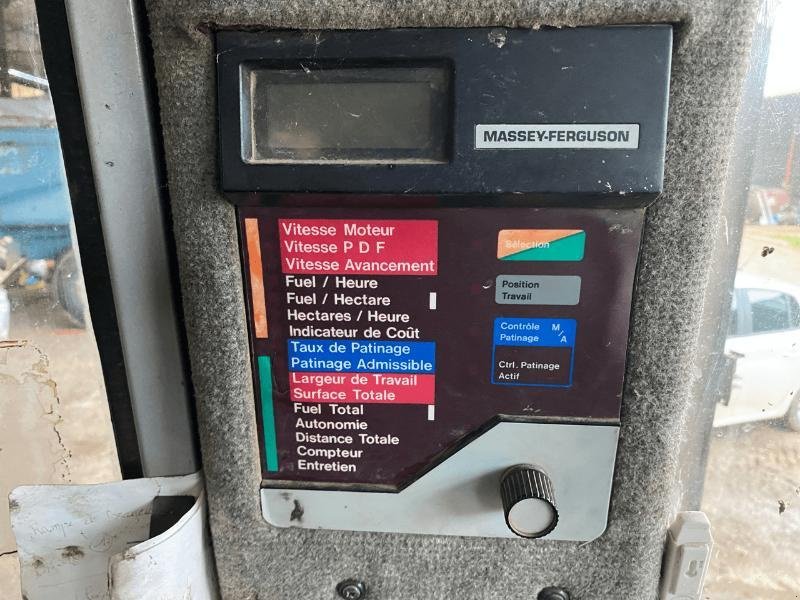 MASSEY-FERGUSON
Vitesse Moteur
Vitesse P D F
Vitesse Avancement
Fuel / Heure
Fuel / Hectare
Hectares / Heure
Indicateur de Coût
Taux de Patinage
Patinage Admissible
Largeur de Travail
Surface Totale
Fuel Total
Autonomie
Distance Totale
Compteur
Entretien
Sélection
Position
Travail
Contrôle M/A
Patinage
Ctrl. Patinage
Actif